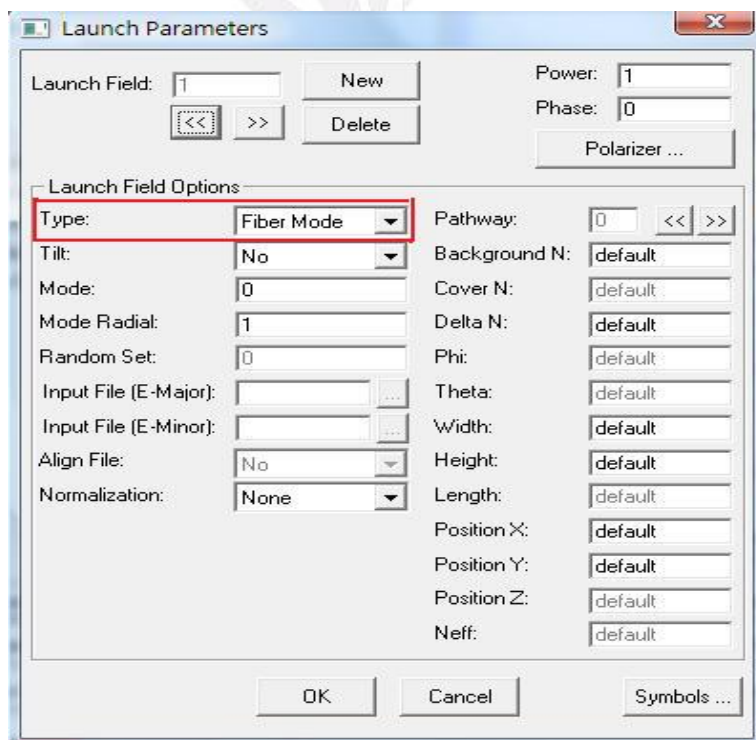 Launch Parameters
Launch Field: 1 New Power: 1
<< >> Delete Phase: 0
Polarizer ...
Launch Field Options
Type: Fiber Mode Pathway: 0 << >>
Tilt: No Background N: default
Mode: 0 Cover N: default
Mode Radial: 1 Delta N: default
Random Set: 0 Phi: default
Input File (E-Major): ... Theta: default
Input File (E-Minor): ... Width: default
Align File: No Height: default
Normalization: None Length: default
Position X: default
Position Y: default
Position Z: default
Neff: default
OK Cancel Symbols ...